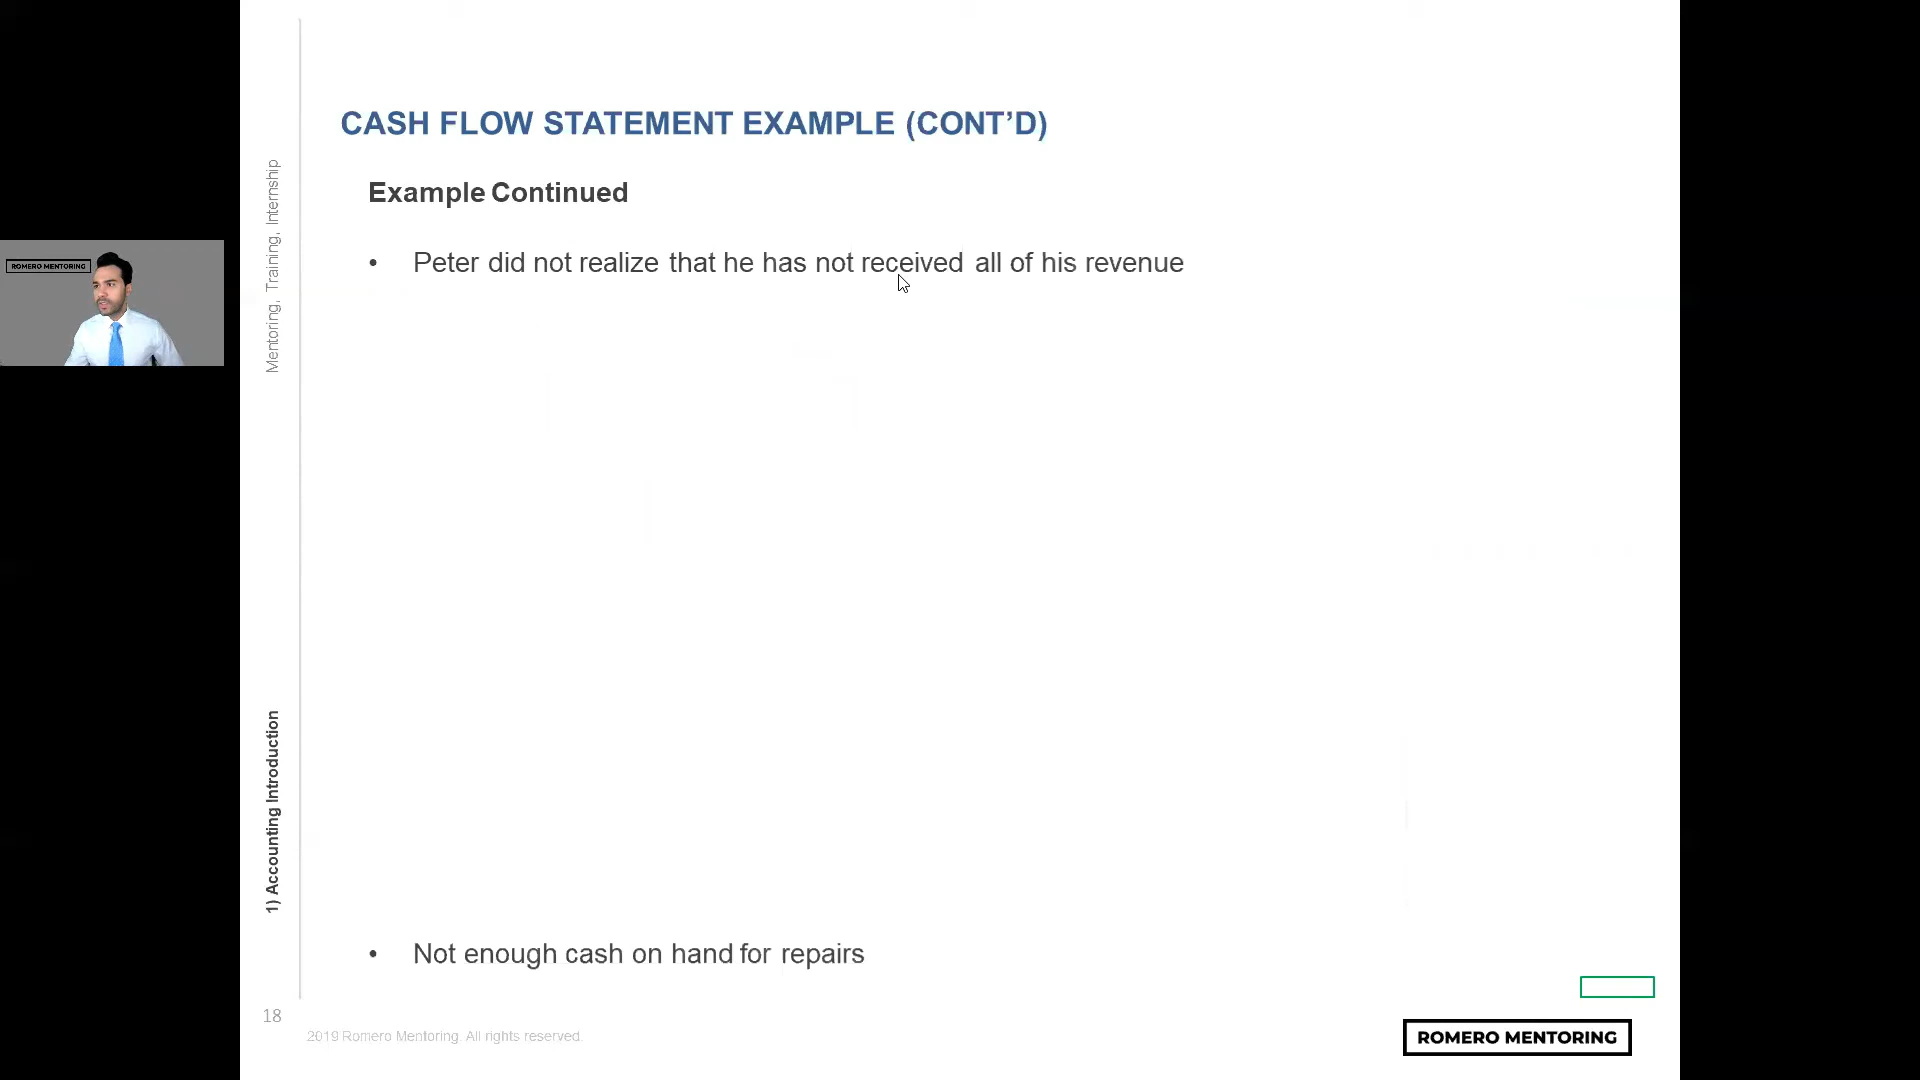 CASH FLOW STATEMENT EXAMPLE (CONT’D)
Example Continued
• Peter did not realize that he has not received all of his revenue
• Not enough cash on hand for repairs
Mentoring, Training, Internship
1) Accounting Introduction
ROMERO MENTORING
18
2019 Romero Mentoring. All rights reserved.
ROMERO MENTORING